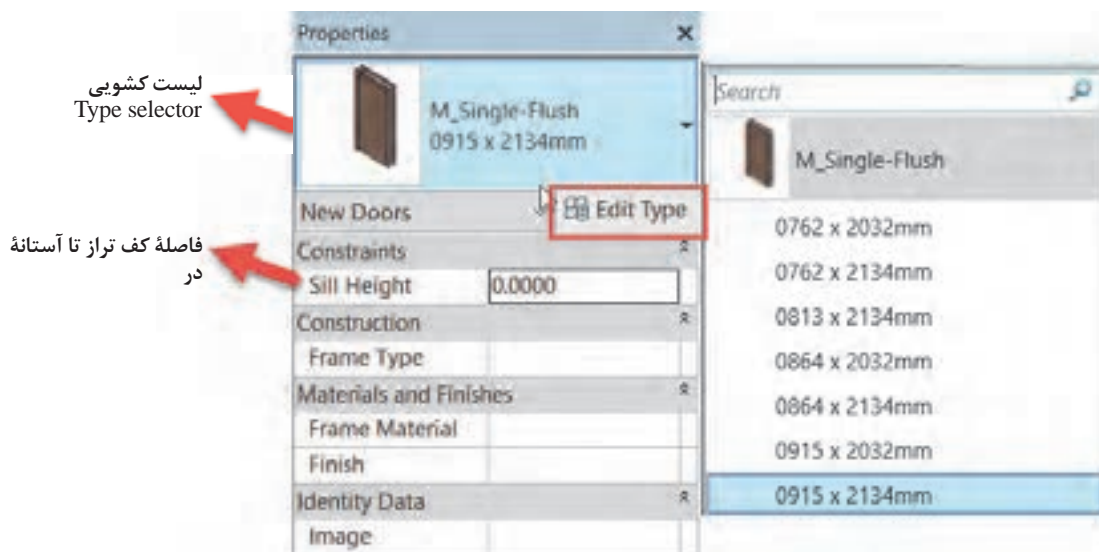 لیست کشویی
Type selector
فاصلهٔ کف تراز تا آستانهٔ
در
Properties
M_Single-Flush
0915 x 2134mm
New Doors
Edit Type
Constraints
Sill Height 0.0000
Construction
Frame Type
Materials and Finishes
Frame Material
Finish
Identity Data
Image
Search
M_Single-Flush
0762 x 2032mm
0762 x 2134mm
0813 x 2134mm
0864 x 2032mm
0864 x 2134mm
0915 x 2032mm
0915 x 2134mm